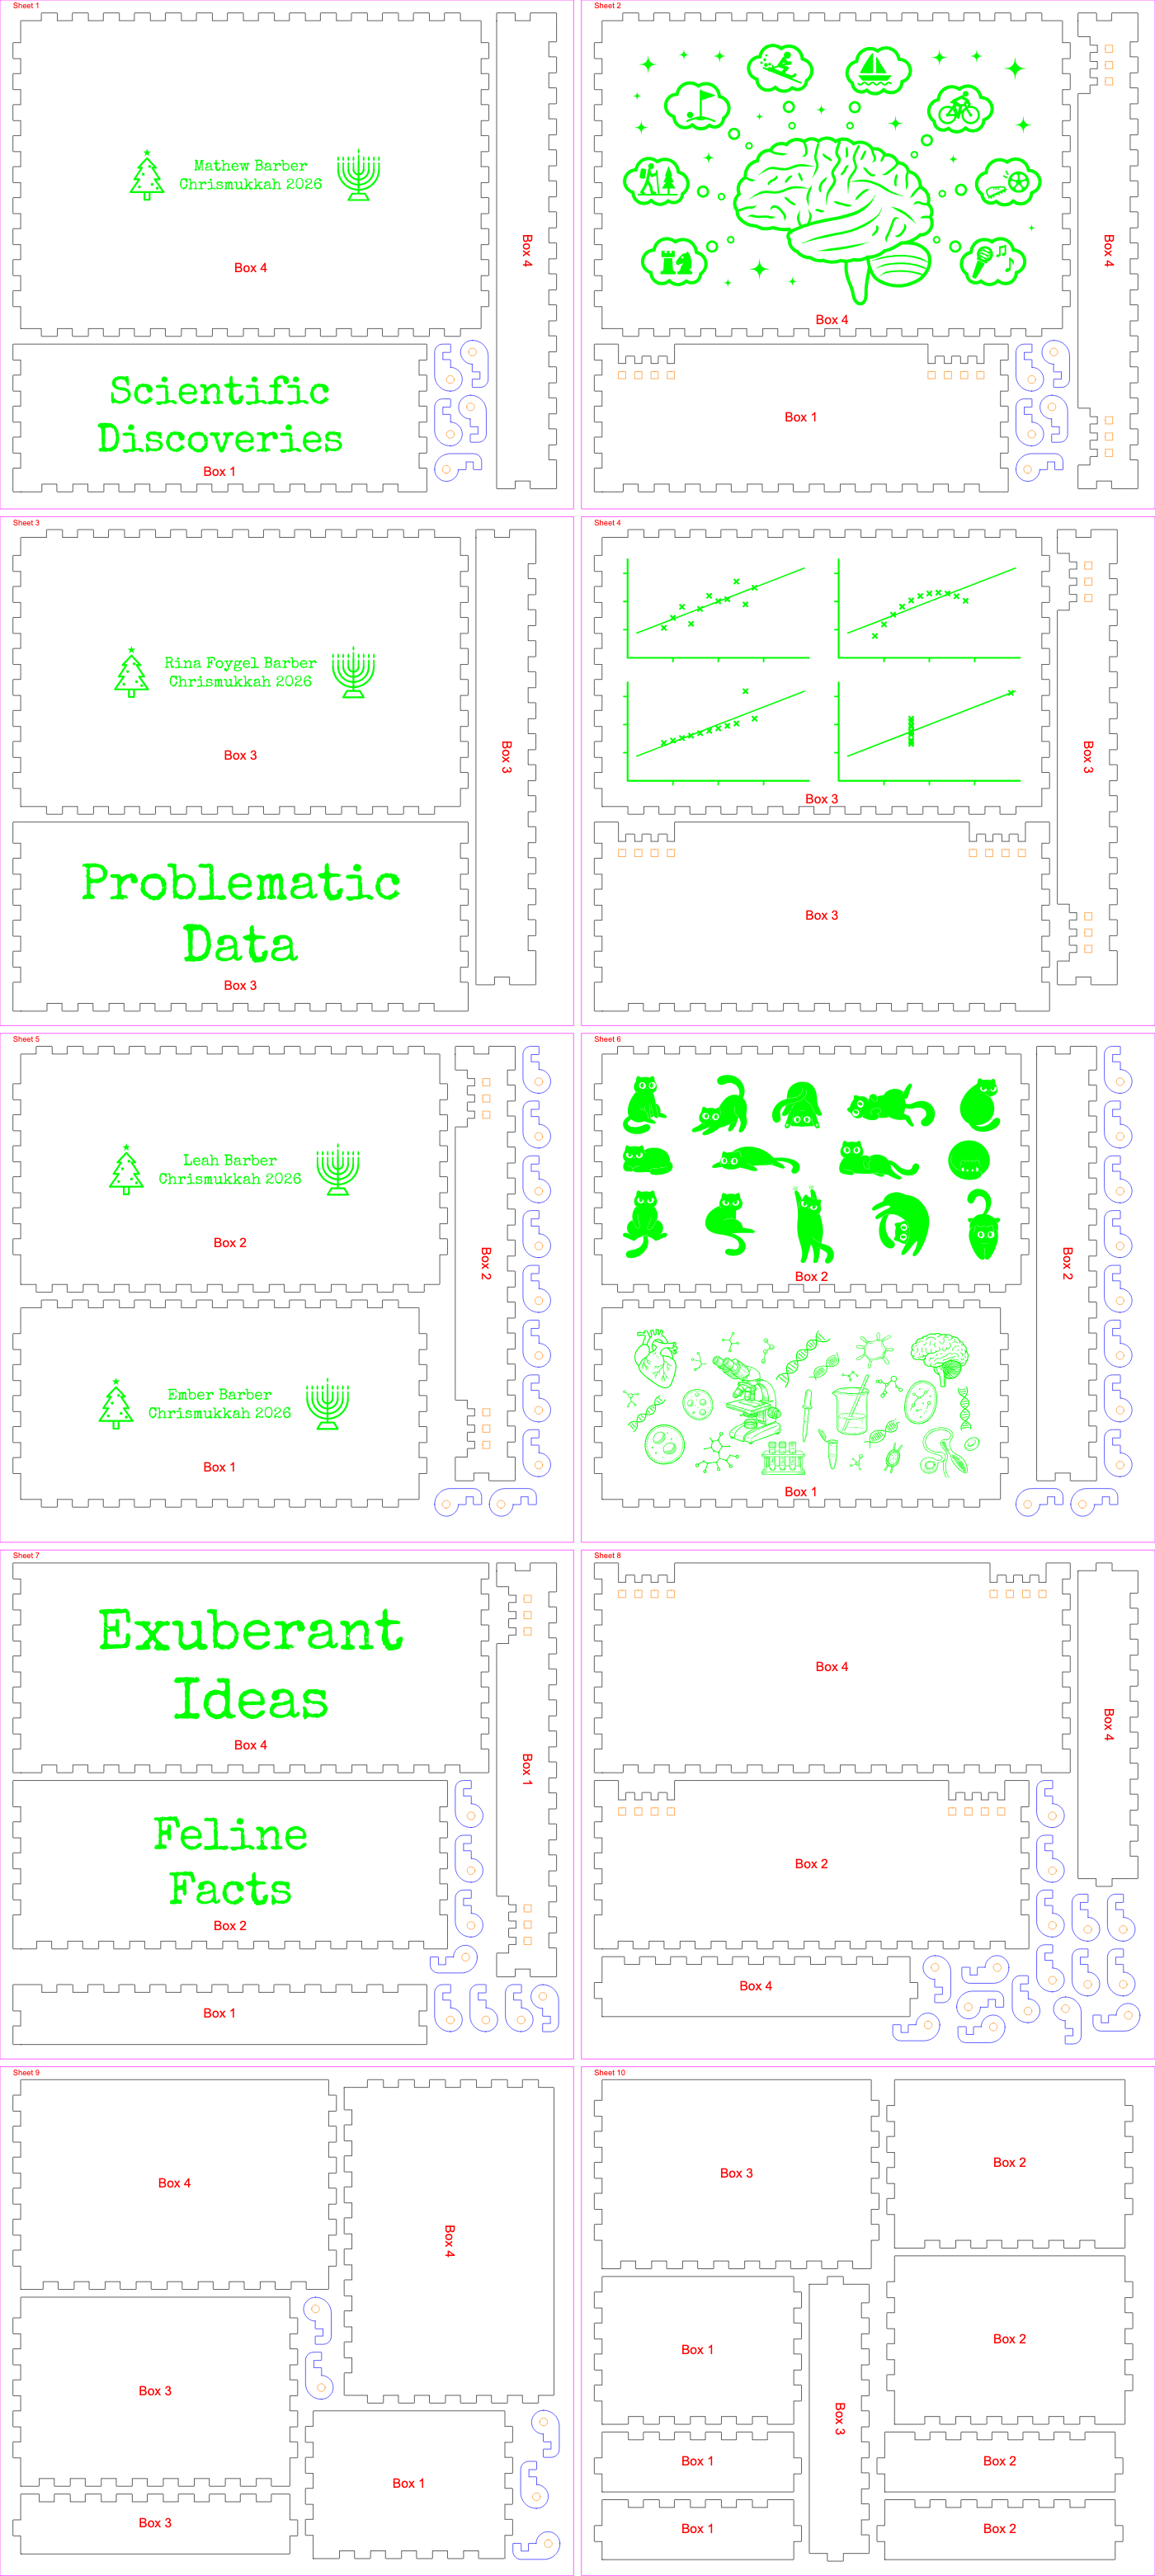 Sheet 1
Mathew Barber
Chrismukkah 2026
Box 4
Box 4
Scientific
Discoveries
Box 1
Sheet 2
Box 4
Box 4
Box 1
Sheet 3
Rina Foygel Barber
Chrismukkah 2026
Box 3
Box 3
Problematic
Data
Box 3
Sheet 4
Box 3
Box 3
Box 3
Sheet 5
Leah Barber
Chrismukkah 2026
Box 2
Box 2
Ember Barber
Chrismukkah 2026
Box 1
Sheet 6
Box 2
Box 2
Box 1
Sheet 7
Exuberant
Ideas
Box 4
Box 1
Feline
Facts
Box 2
Box 1
Sheet 8
Box 4
Box 4
Box 2
Box 4
Sheet 9
Box 4
Box 4
Box 3
Box 1
Box 3
Sheet 10
Box 3
Box 2
Box 1
Box 2
Box 3
Box 1
Box 2
Box 1
Box 2